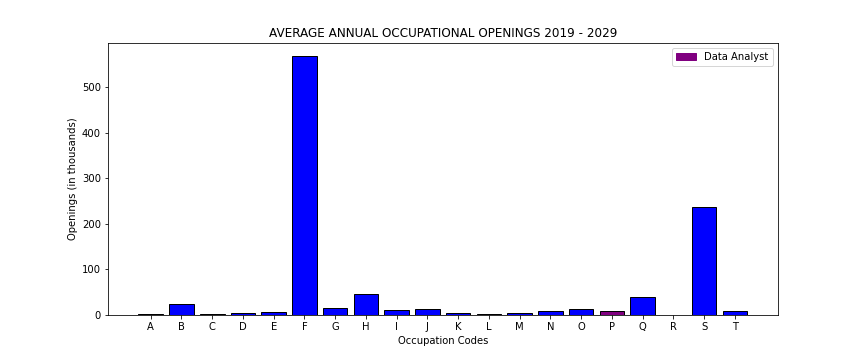 AVERAGE ANNUAL OCCUPATIONAL OPENINGS 2019 - 2029
Data Analyst
Openings (in thousands)
500
400
300
200
100
0
A B C D E F G H I J K L M N O P Q R S T
Occupation Codes